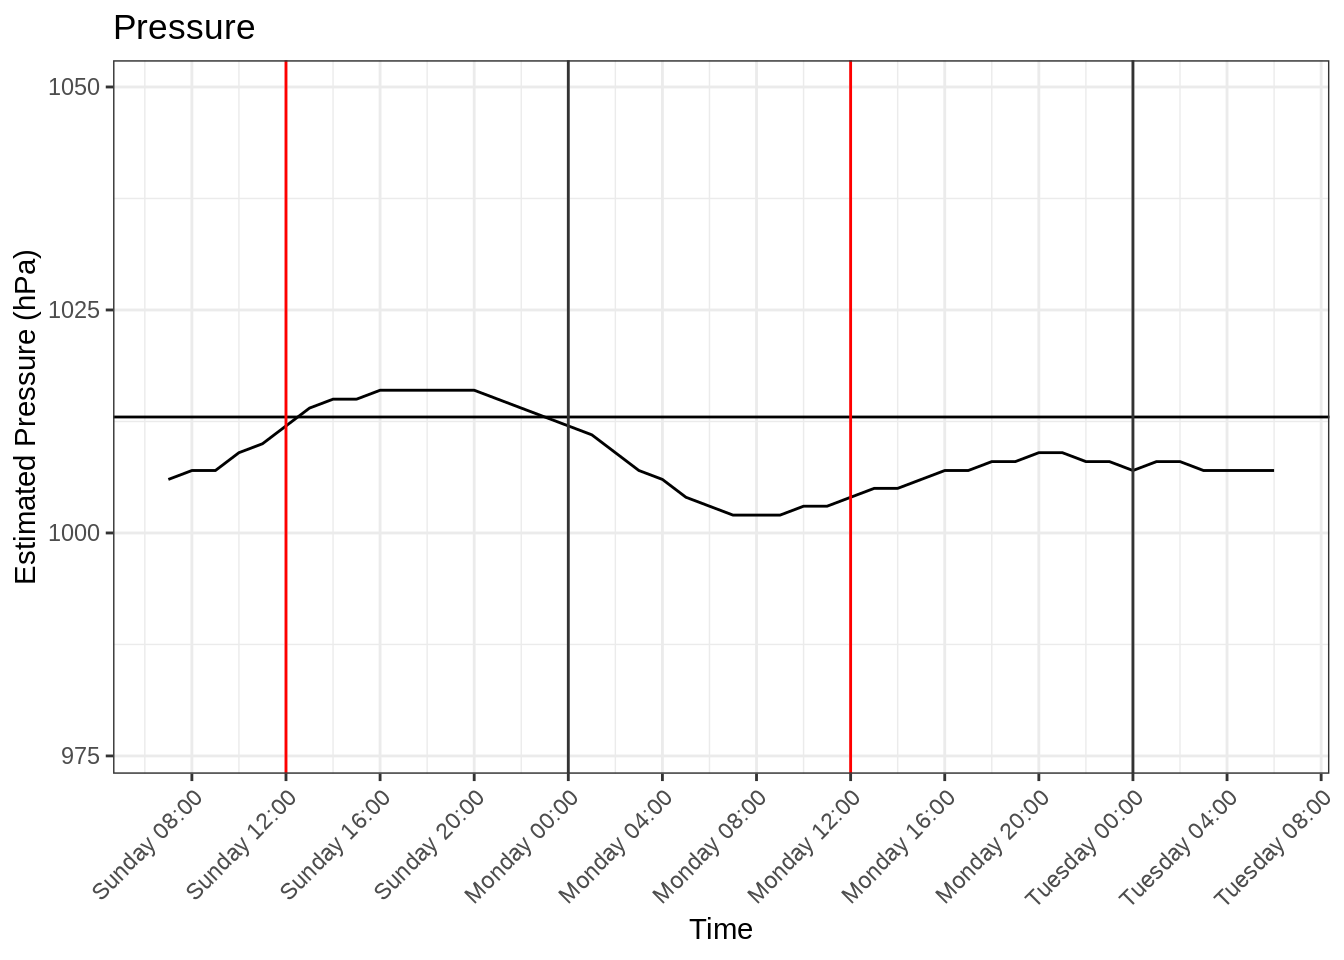 Pressure
Estimated Pressure (hPa)
1050
1025
1000
975
Sunday 08:00
Sunday 12:00
Sunday 16:00
Sunday 20:00
Monday 00:00
Monday 04:00
Monday 08:00
Monday 12:00
Monday 16:00
Monday 20:00
Tuesday 00:00
Tuesday 04:00
Tuesday 08:00
Time